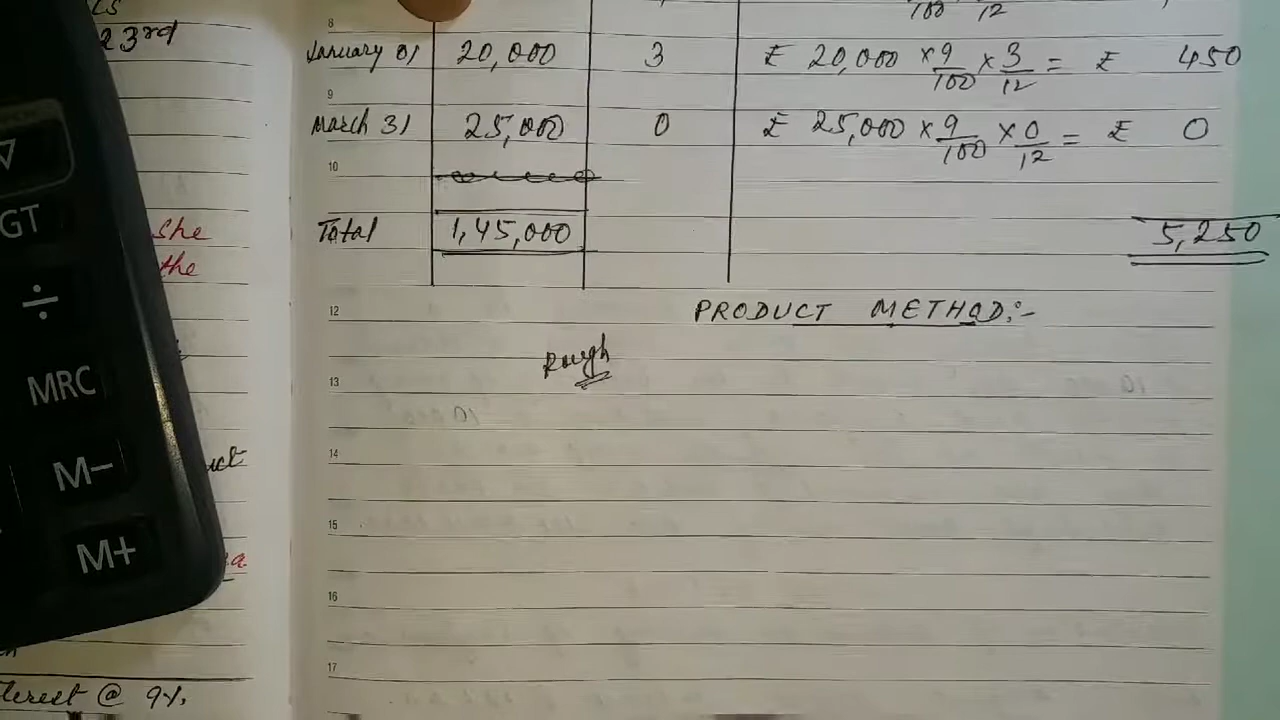 23rd
8
January 01 20,000 3 ₹ 20,000 × 9/100 × 3/12 = ₹ 450
9
March 31 25,000 0 ₹ 25,000 × 9/100 × 0/12 = ₹ 0
10
GT
she
Total 1,45,000 5,250
the
÷
12
PRODUCT METHOD:-
Rough
MRC
13
14
M−
15
M+
a
16
17
terest @ 9%